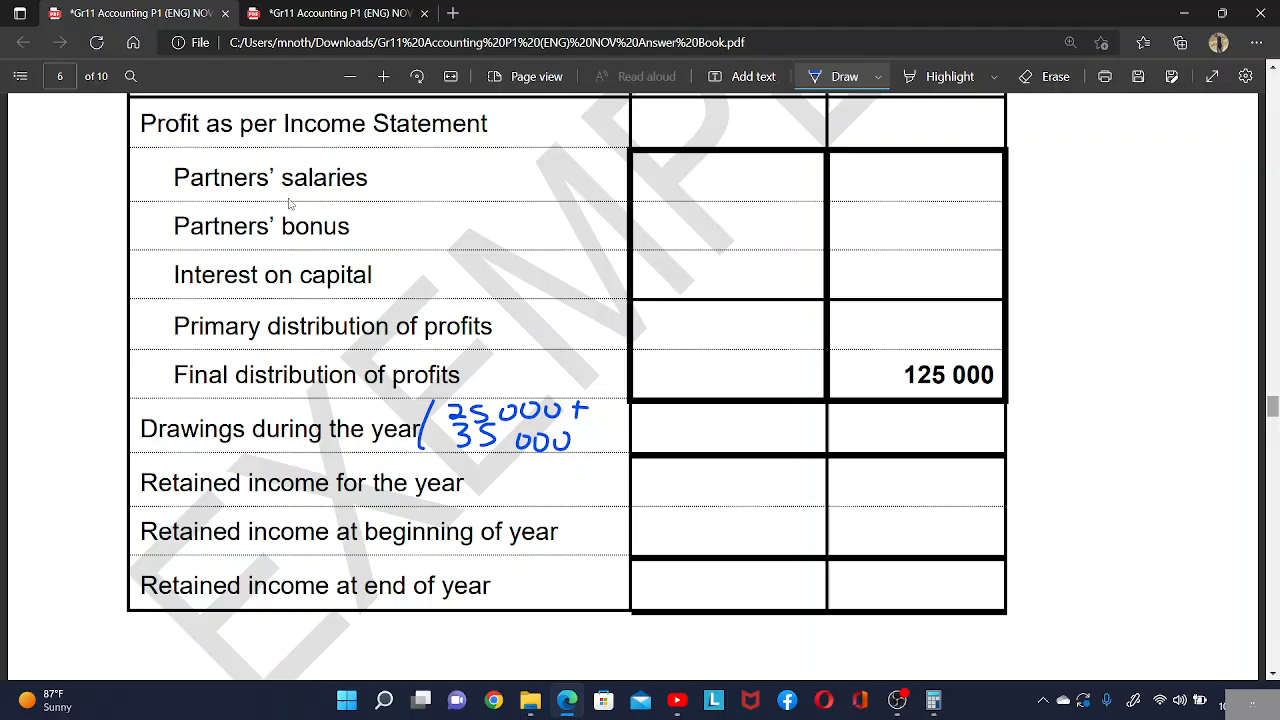 *Gr11 Accounting P1 (ENG) NOV
*Gr11 Accounting P1 (ENG) NOV
File
C:/Users/mnoth/Downloads/Gr11%20Accounting%20P1%20(ENG)%20NOV%20Answer%20Book.pdf
6 of 10
Page view
Read aloud
Add text
Draw
Highlight
Erase
Profit as per Income Statement
Partners’ salaries
Partners’ bonus
Interest on capital
Primary distribution of profits
Final distribution of profits 125 000
Drawings during the year ( 25 000 +
35 000
Retained income for the year
Retained income at beginning of year
Retained income at end of year
87°F
Sunny